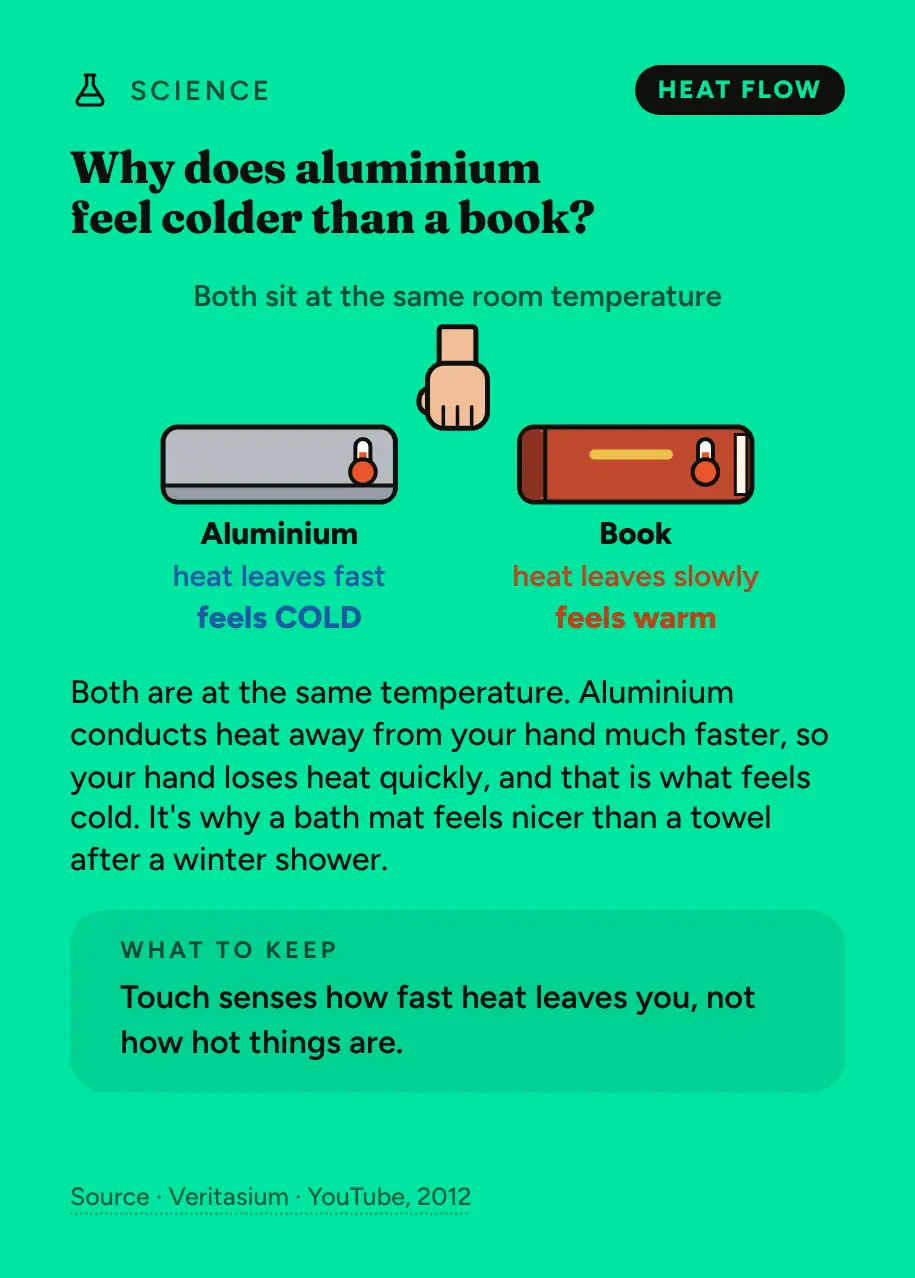 SCIENCE
HEAT FLOW
Why does aluminium
feel colder than a book?
Both sit at the same room temperature
Aluminium
heat leaves fast
feels COLD
Book
heat leaves slowly
feels warm
Both are at the same temperature. Aluminium
conducts heat away from your hand much faster, so
your hand loses heat quickly, and that is what feels
cold. It's why a bath mat feels nicer than a towel
after a winter shower.
WHAT TO KEEP
Touch senses how fast heat leaves you, not
how hot things are.
Source · Veritasium · YouTube, 2012